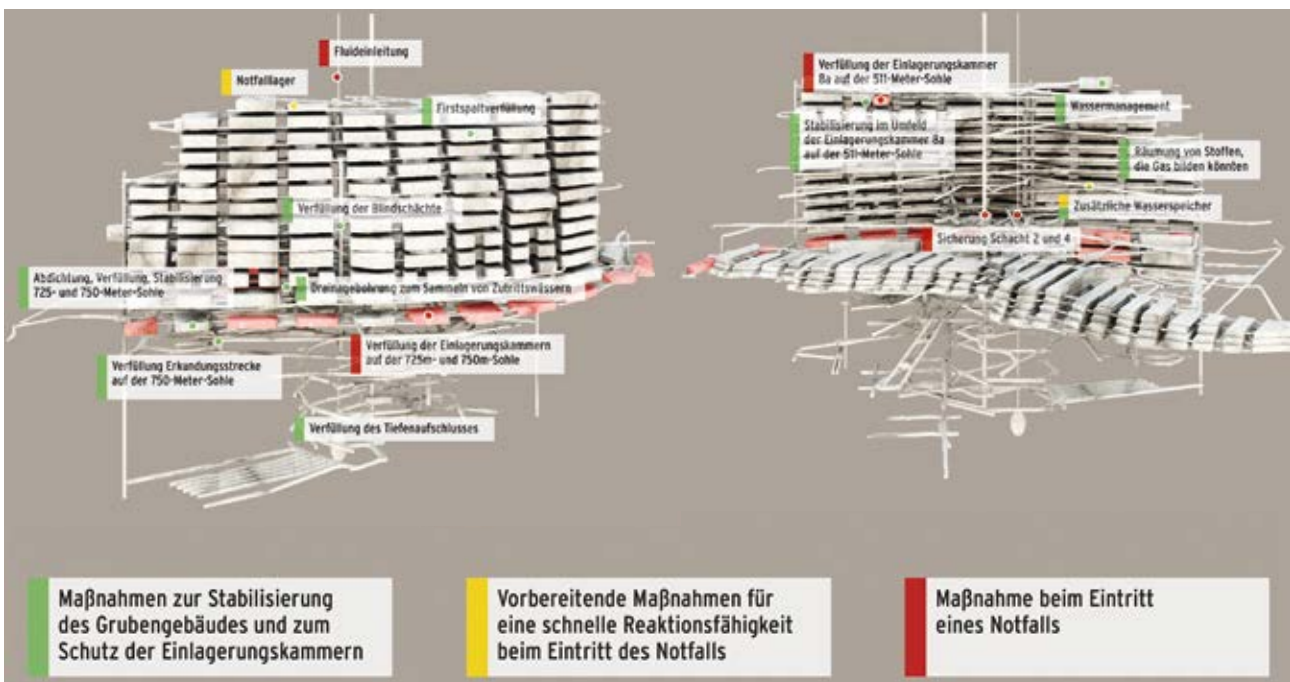 Fluideinleitung
Notfalllager
Firstspaltverfüllung
Verfüllung der Blindschächte
Abdichtung, Verfüllung, Stabilisierung
725- und 750-Meter-Sohle
Drainagebohrung zum Sammeln von Zutrittswässern
Verfüllung der Einlagerungskammern
auf der 725m- und 750m-Sohle
Verfüllung Erkundungsstrecke
auf der 750-Meter-Sohle
Verfüllung des Tiefenaufschlusses
Verfüllung der Einlagerungskammer
8a auf der 511-Meter-Sohle
Wassermanagement
Stabilisierung im Umfeld
der Einlagerungskammer 8a
auf der 511-Meter-Sohle
Räumung von Stoffen,
die Gas bilden könnten
Zusätzliche Wasserspeicher
Sicherung Schacht 2 und 4
Maßnahmen zur Stabilisierung
des Grubengebäudes und zum
Schutz der Einlagerungskammern
Vorbereitende Maßnahmen für
eine schnelle Reaktionsfähigkeit
beim Eintritt des Notfalls
Maßnahme beim Eintritt
eines Notfalls